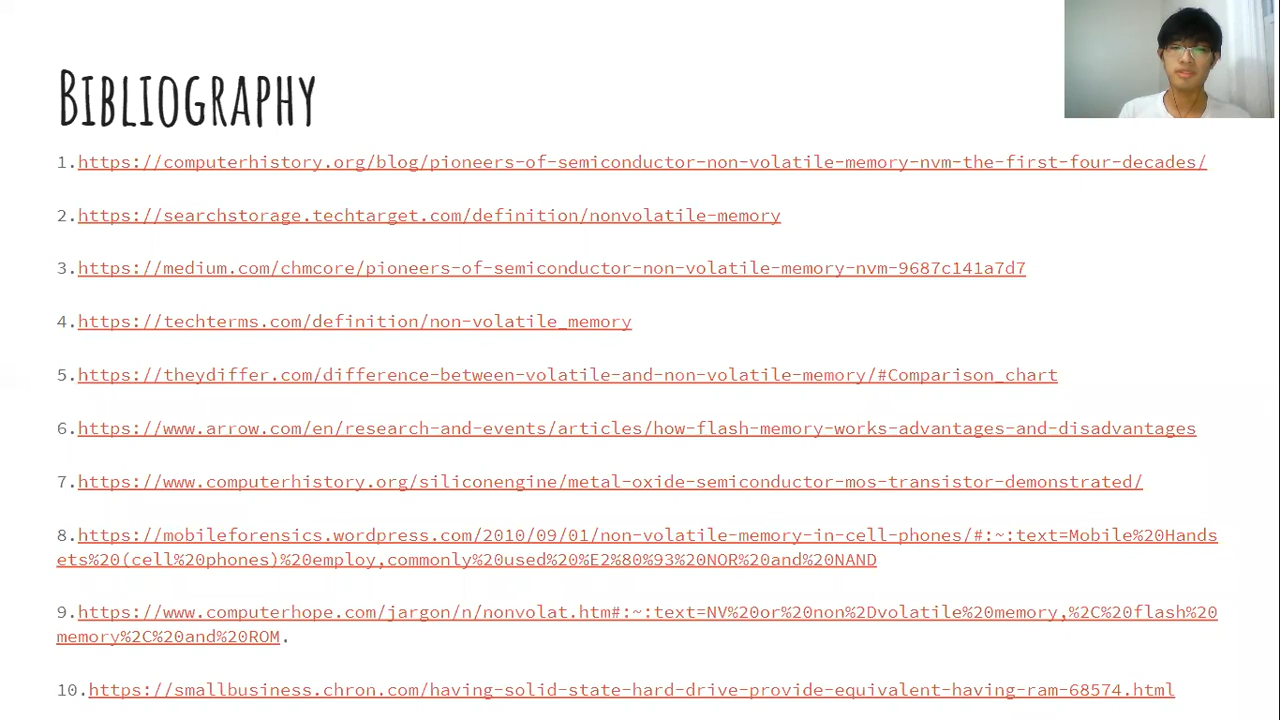 BIBLIOGRAPHY
1.https://computerhistory.org/blog/pioneers-of-semiconductor-non-volatile-memory-nvm-the-first-four-decades/
2.https://searchstorage.techtarget.com/definition/nonvolatile-memory
3.https://medium.com/chmcore/pioneers-of-semiconductor-non-volatile-memory-nvm-9687c141a7d7
4.https://techterms.com/definition/non-volatile_memory
5.https://theydiffer.com/difference-between-volatile-and-non-volatile-memory/#Comparison_chart
6.https://www.arrow.com/en/research-and-events/articles/how-flash-memory-works-advantages-and-disadvantages
7.https://www.computerhistory.org/siliconengine/metal-oxide-semiconductor-mos-transistor-demonstrated/
8.https://mobileforensics.wordpress.com/2010/09/01/non-volatile-memory-in-cell-phones/#:~:text=Mobile%20Hands
ets%20(cell%20phones)%20employ,commonly%20used%20%E2%80%93%20NOR%20and%20NAND
9.https://www.computerhope.com/jargon/n/nonvolat.htm#:~:text=NV%20or%20non%2Dvolatile%20memory,%2C%20flash%20
memory%2C%20and%20ROM.
10.https://smallbusiness.chron.com/having-solid-state-hard-drive-provide-equivalent-having-ram-68574.html